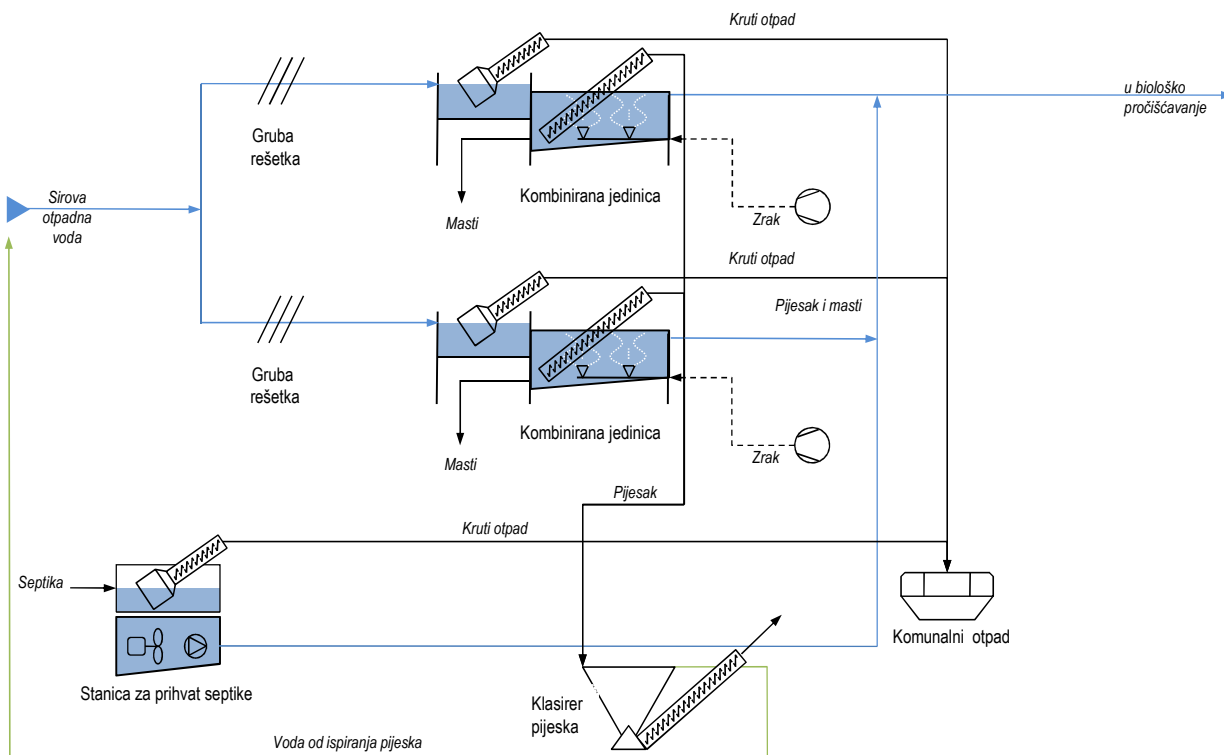 Kruti otpad
u biološko
pročišćavanje
Gruba
rešetka
Kombinirana jedinica
Sirova
otpadna
voda
Masti
Zrak
Kruti otpad
Pijesak i masti
Gruba
rešetka
Kombinirana jedinica
Masti
Zrak
Pijesak
Kruti otpad
Septika
Komunalni otpad
Stanica za prihvat septike
Klasirer
pijeska
Voda od ispiranja pijeska